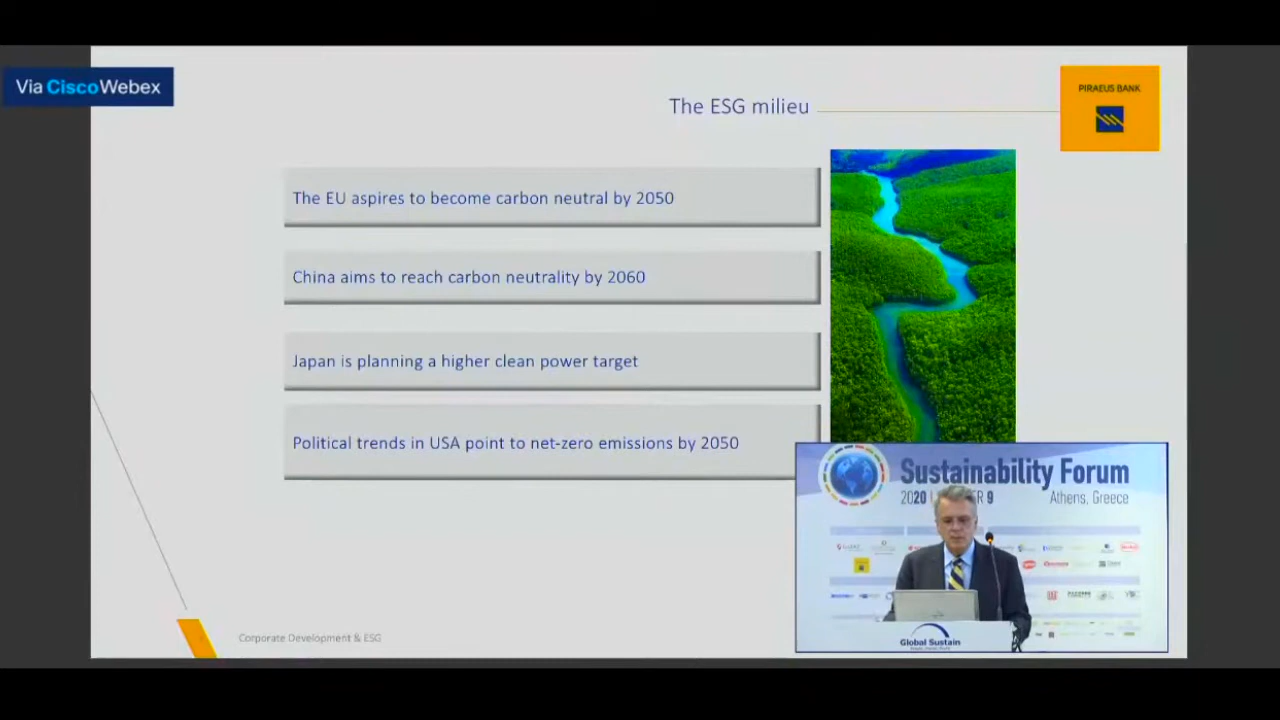 Via CiscoWebex
The ESG milieu
PIRAEUS BANK
The EU aspires to become carbon neutral by 2050
China aims to reach carbon neutrality by 2060
Japan is planning a higher clean power target
Political trends in USA point to net-zero emissions by 2050
Sustainability Forum
2020
9
Athens, Greece
Global Sustain
Corporate Development & ESG